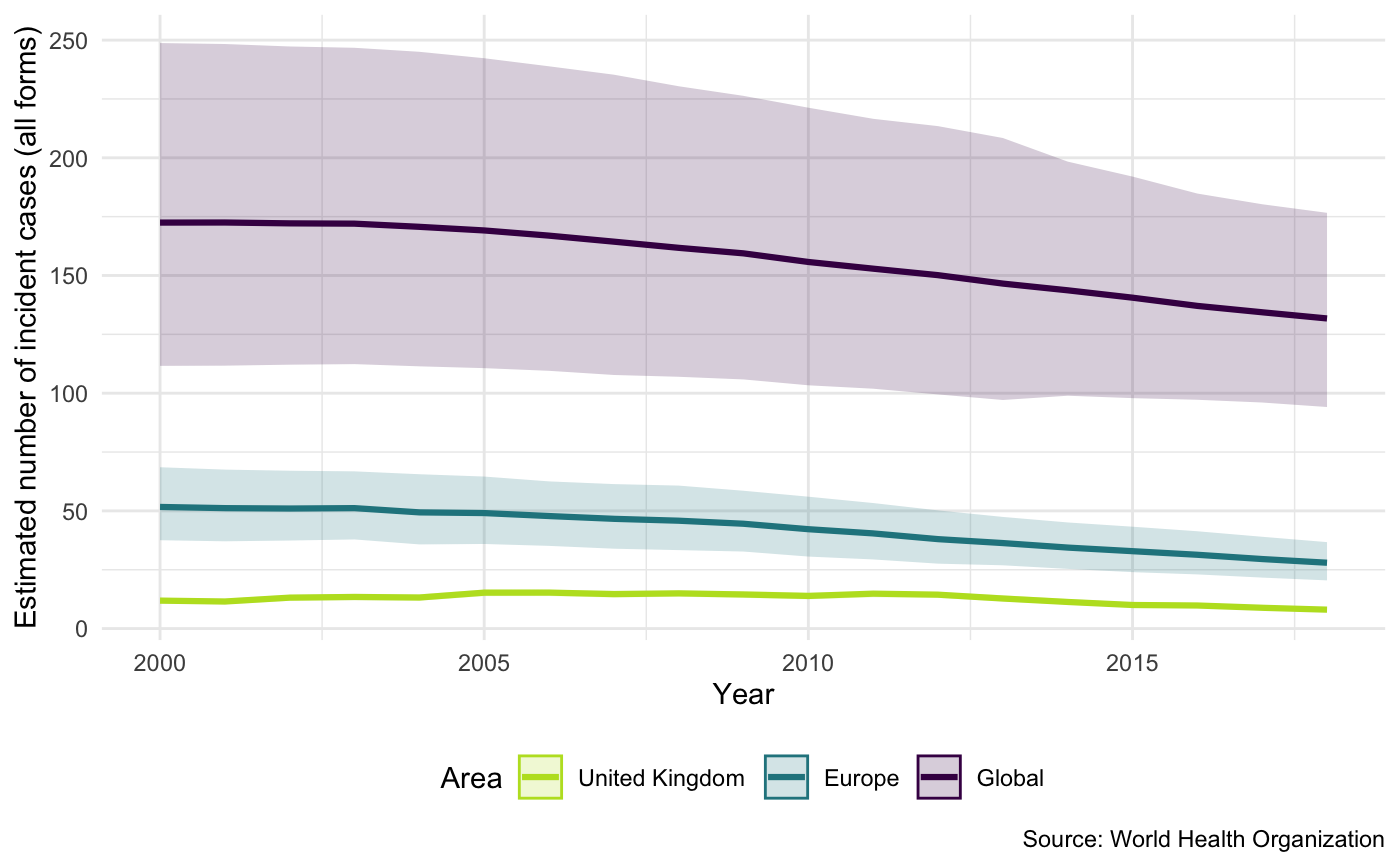 Estimated number of incident cases (all forms)
250
200
150
100
50
0
2000 2005 2010 2015
Year
Area United Kingdom Europe Global
Source: World Health Organization